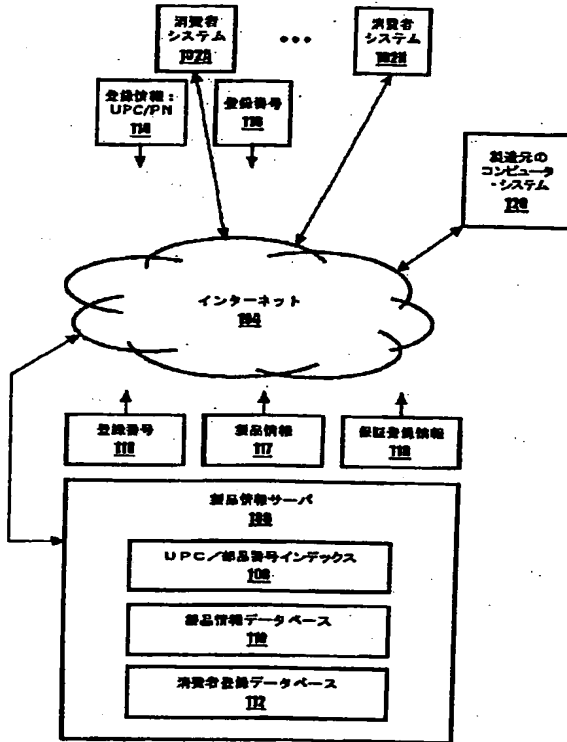 消費者
システム
102A
•••
消費者
システム
102N
登録情報:
UPC/PN
114
登録番号
116
製造元の
コンピュータ
・システム
120
インターネット
104
登録番号
116
製品情報
117
保証登録情報
118
製品情報サーバ
106
UPC/部品番号インデックス
108
製品情報データベース
110
消費者登録データベース
112